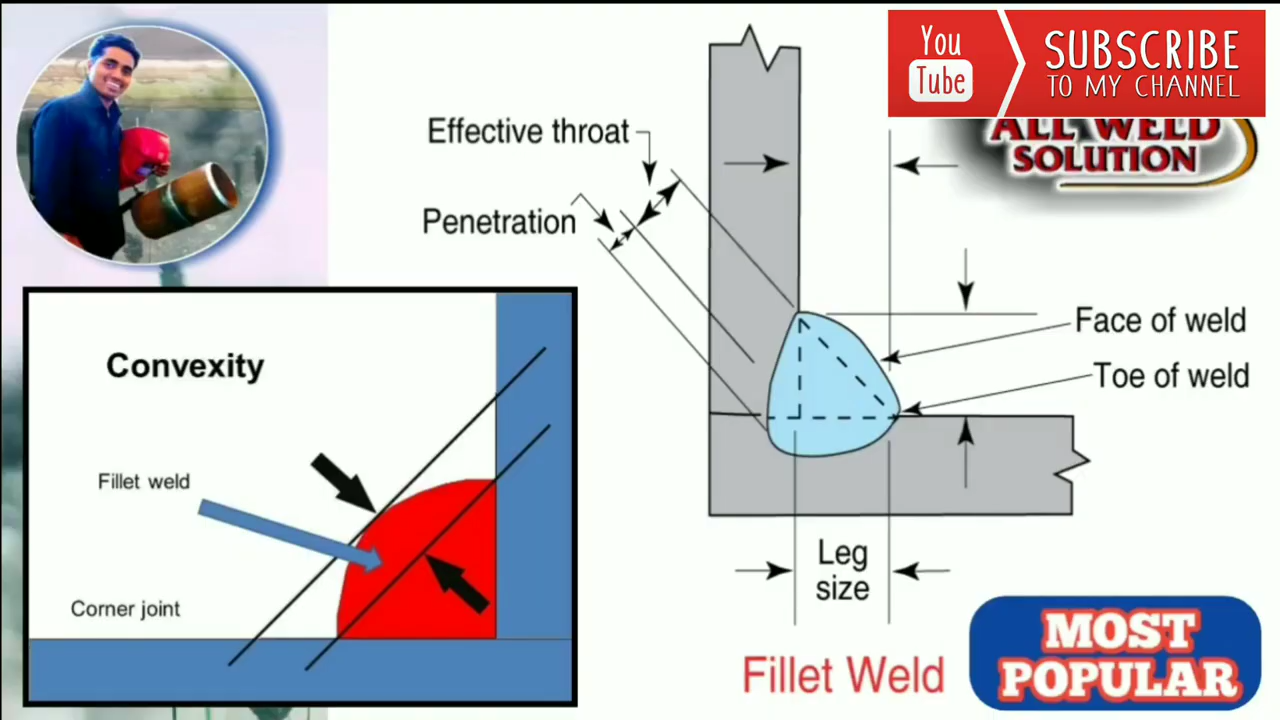 You
Tube
SUBSCRIBE
TO MY CHANNEL
ALL WELD
SOLUTION
Effective throat
Penetration
Face of weld
Toe of weld
Leg
size
Fillet Weld
Convexity
Fillet weld
Corner joint
MOST
POPULAR